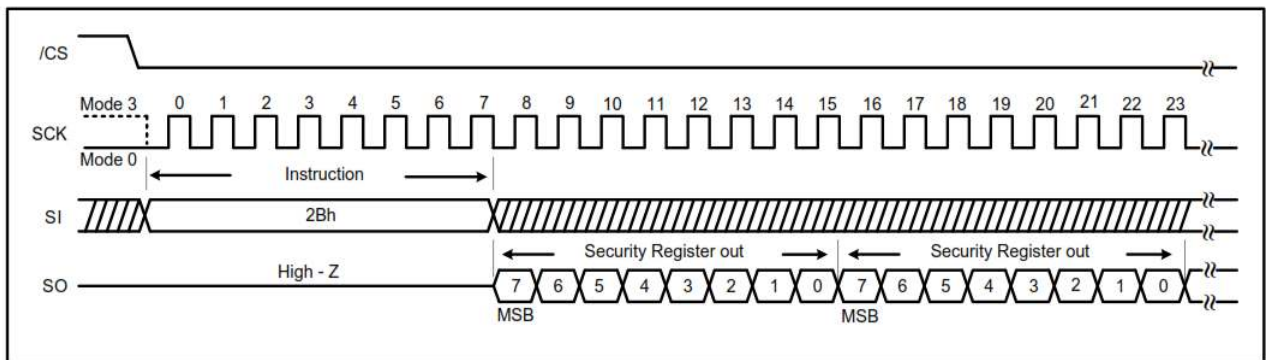 /CS
Mode 3 0 1 2 3 4 5 6 7 8 9 10 11 12 13 14 15 16 17 18 19 20 21 22 23
SCK
Mode 0
Instruction
SI 2Bh
Security Register out Security Register out
High - Z
SO 7 6 5 4 3 2 1 0 7 6 5 4 3 2 1 0
MSB MSB